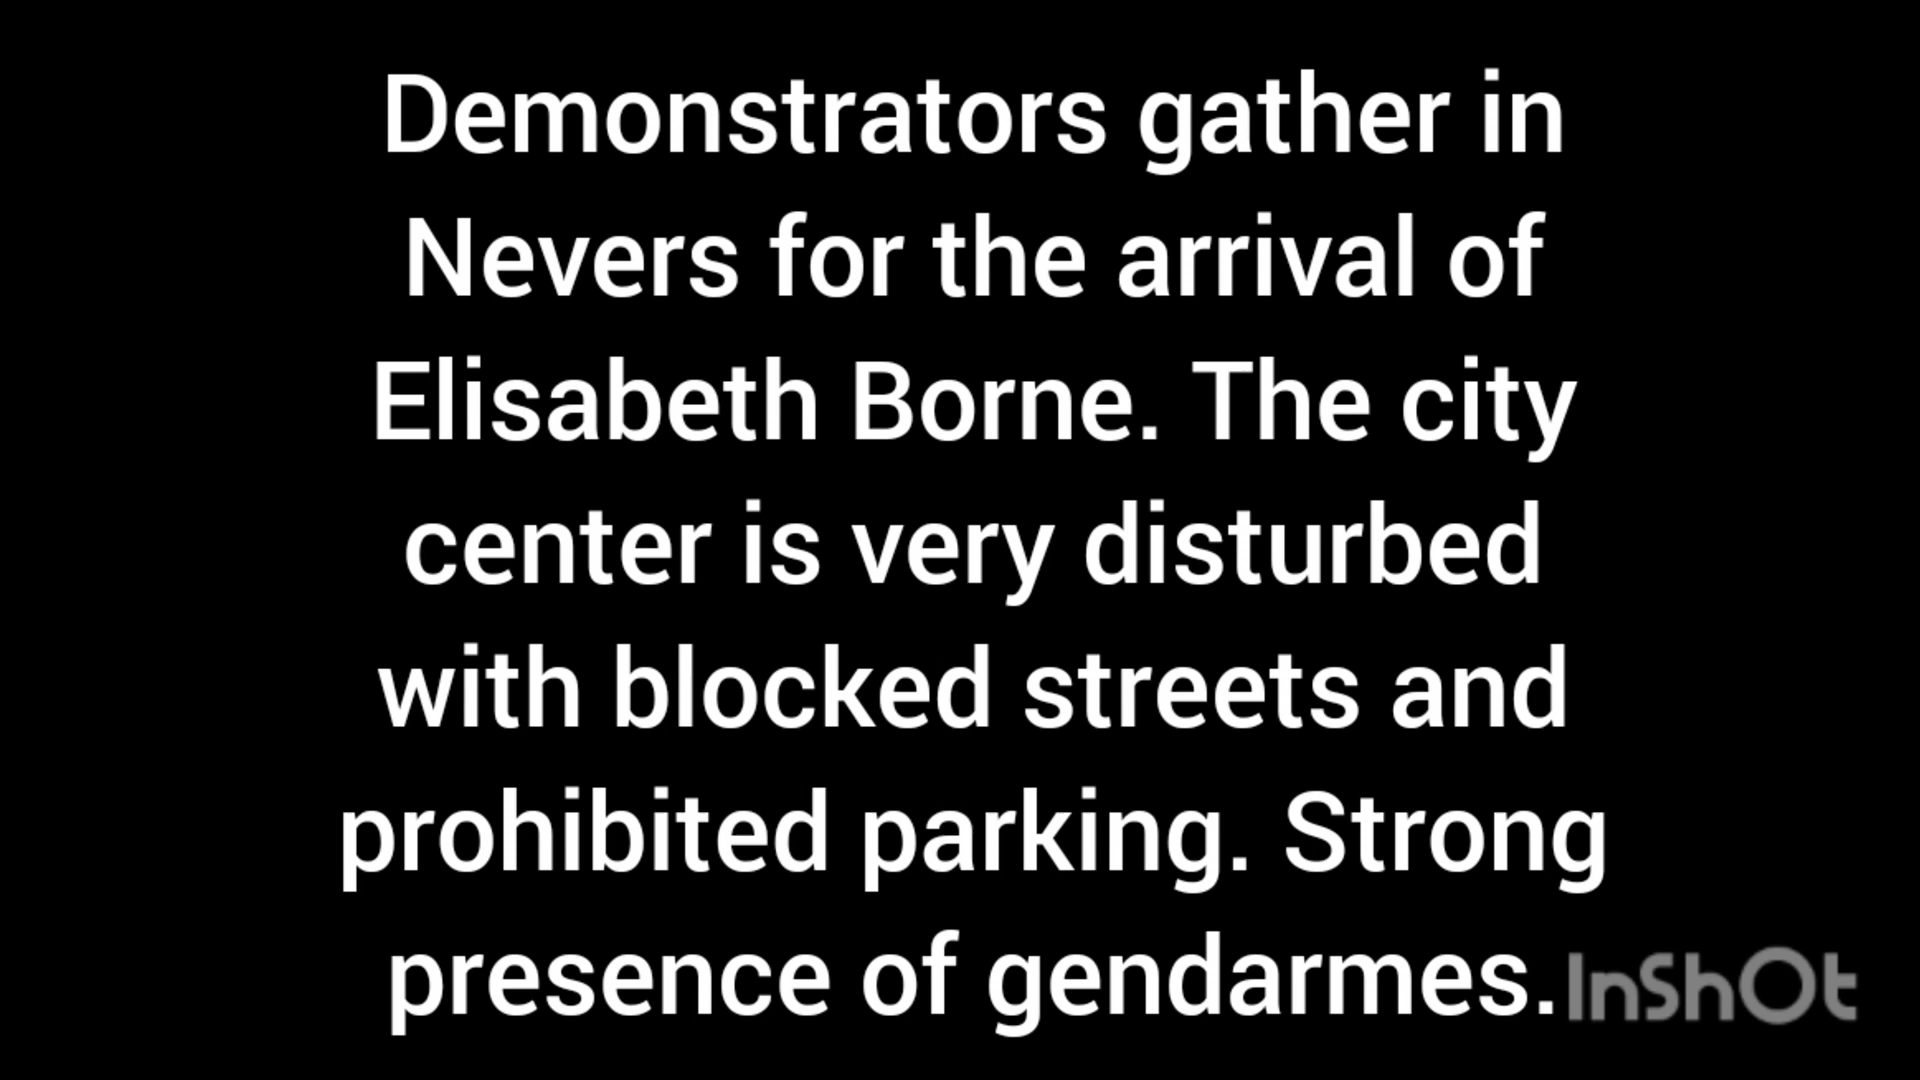 Demonstrators gather in
Nevers for the arrival of
Elisabeth Borne. The city
center is very disturbed
with blocked streets and
prohibited parking. Strong
presence of gendarmes.
InShOt